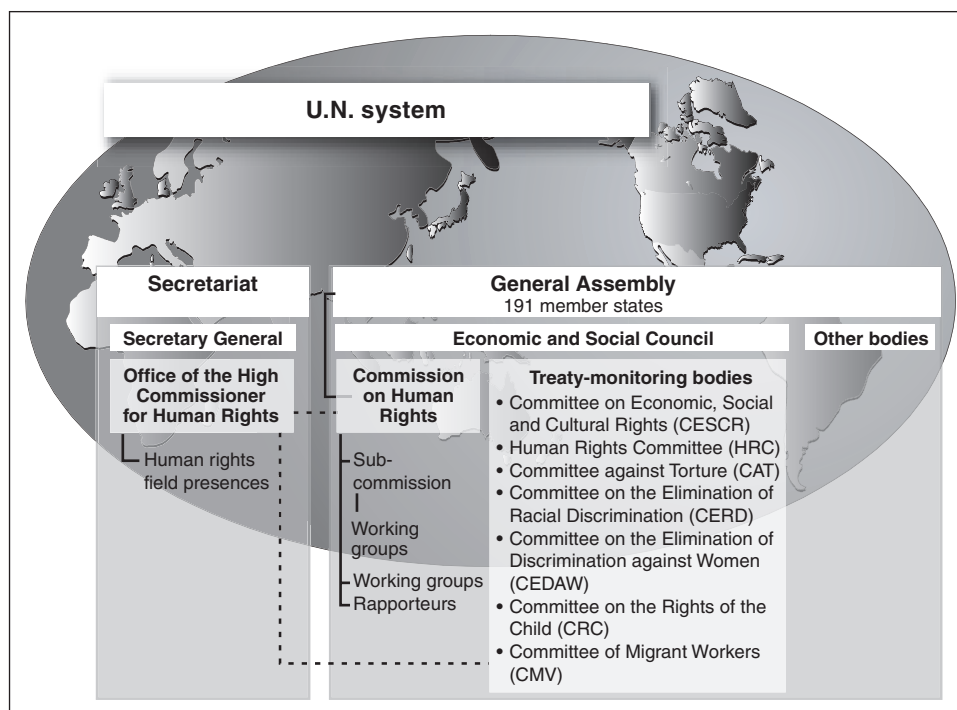 U.N. system
Secretariat
Secretary General
Office of the High
Commissioner
for Human Rights
Human rights
field presences
General Assembly
191 member states
Economic and Social Council
Other bodies
Commission
on Human
Rights
Sub-
commission
Working
groups
Working groups
Rapporteurs
Treaty-monitoring bodies
• Committee on Economic, Social
and Cultural Rights (CESCR)
• Human Rights Committee (HRC)
• Committee against Torture (CAT)
• Committee on the Elimination of
Racial Discrimination (CERD)
• Committee on the Elimination of
Discrimination against Women
(CEDAW)
• Committee on the Rights of the
Child (CRC)
• Committee of Migrant Workers
(CMV)